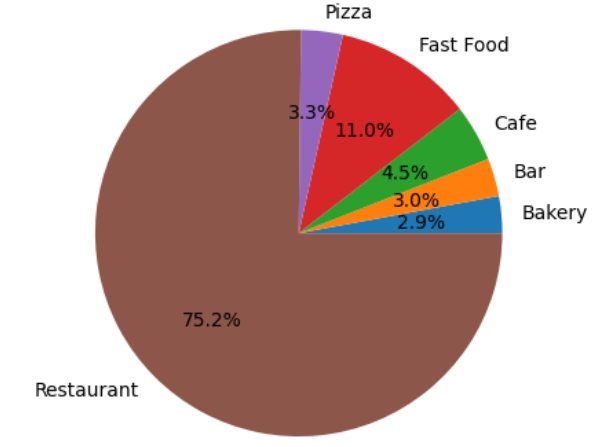 Pizza
Fast Food
3.3%
11.0%
Cafe
4.5%
Bar
3.0%
Bakery
2.9%
75.2%
Restaurant